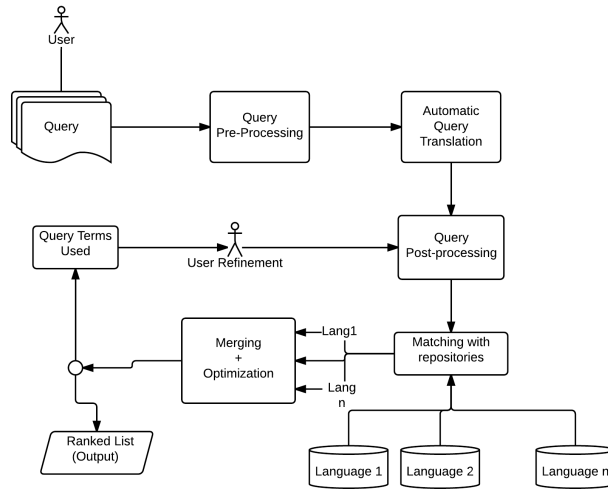 User
Query
Query
Pre-Processing
Automatic
Query
Translation
Query Terms
Used
User Refinement
Query
Post-processing
Merging
+
Optimization
Lang1
Lang
n
Matching with
repositories
Ranked List
(Output)
Language 1
Language 2
Language n